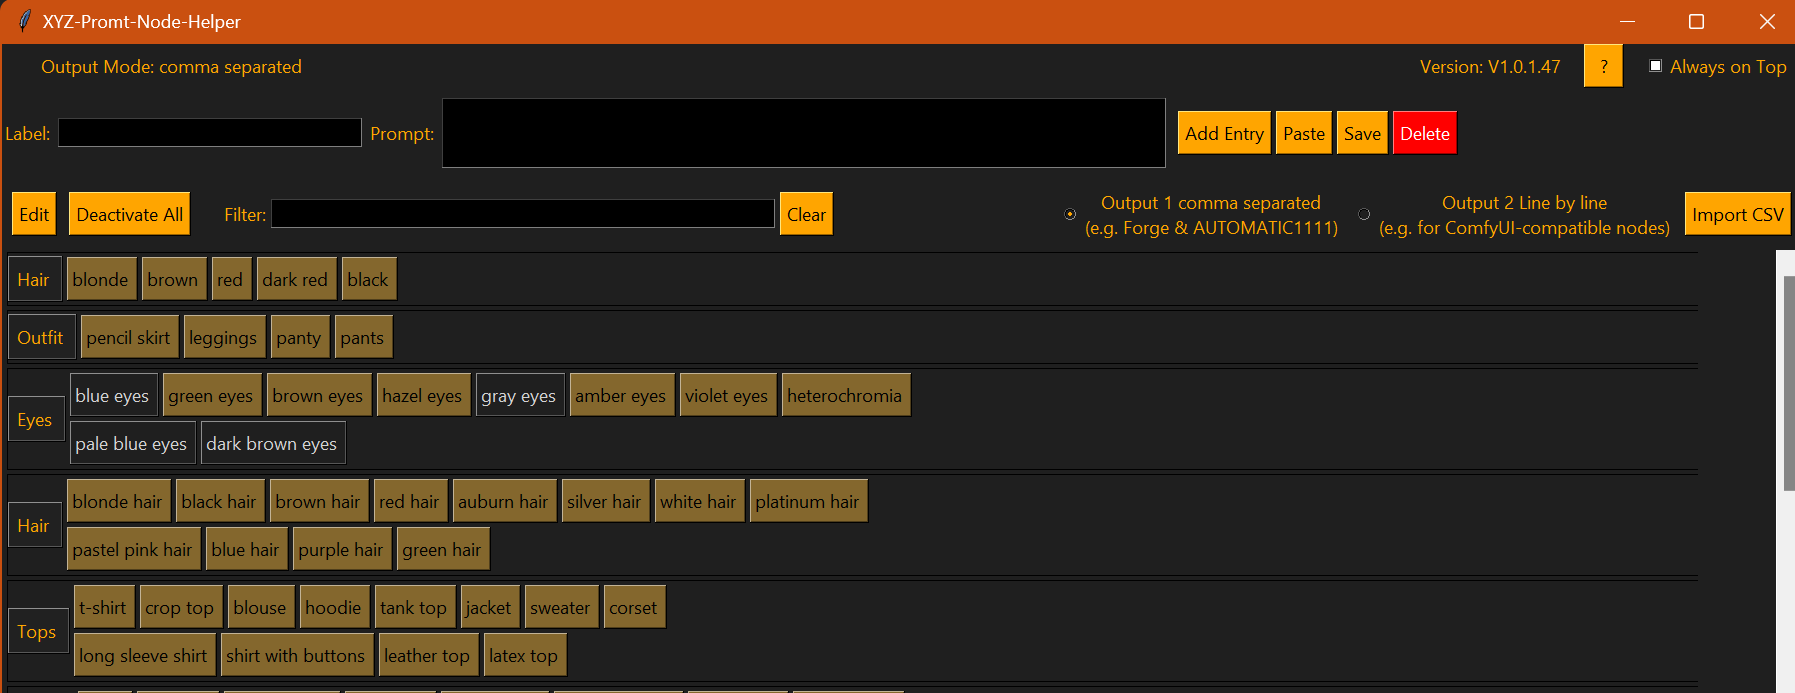 XYZ-Promt-Node-Helper
Output Mode: comma separated
Version: V1.0.1.47
?
Always on Top
Label:
Prompt:
Add Entry
Paste
Save
Delete
Edit
Deactivate All
Filter:
Clear
Output 1 comma separated
(e.g. Forge & AUTOMATIC1111)
Output 2 Line by line
(e.g. for ComfyUI-compatible nodes)
Import CSV
Hair
blonde brown red dark red black
Outfit
pencil skirt leggings panty pants
Eyes
blue eyes green eyes brown eyes hazel eyes gray eyes amber eyes violet eyes heterochromia
pale blue eyes dark brown eyes
Hair
blonde hair black hair brown hair red hair auburn hair silver hair white hair platinum hair
pastel pink hair blue hair purple hair green hair
Tops
t-shirt crop top blouse hoodie tank top jacket sweater corset
long sleeve shirt shirt with buttons leather top latex top